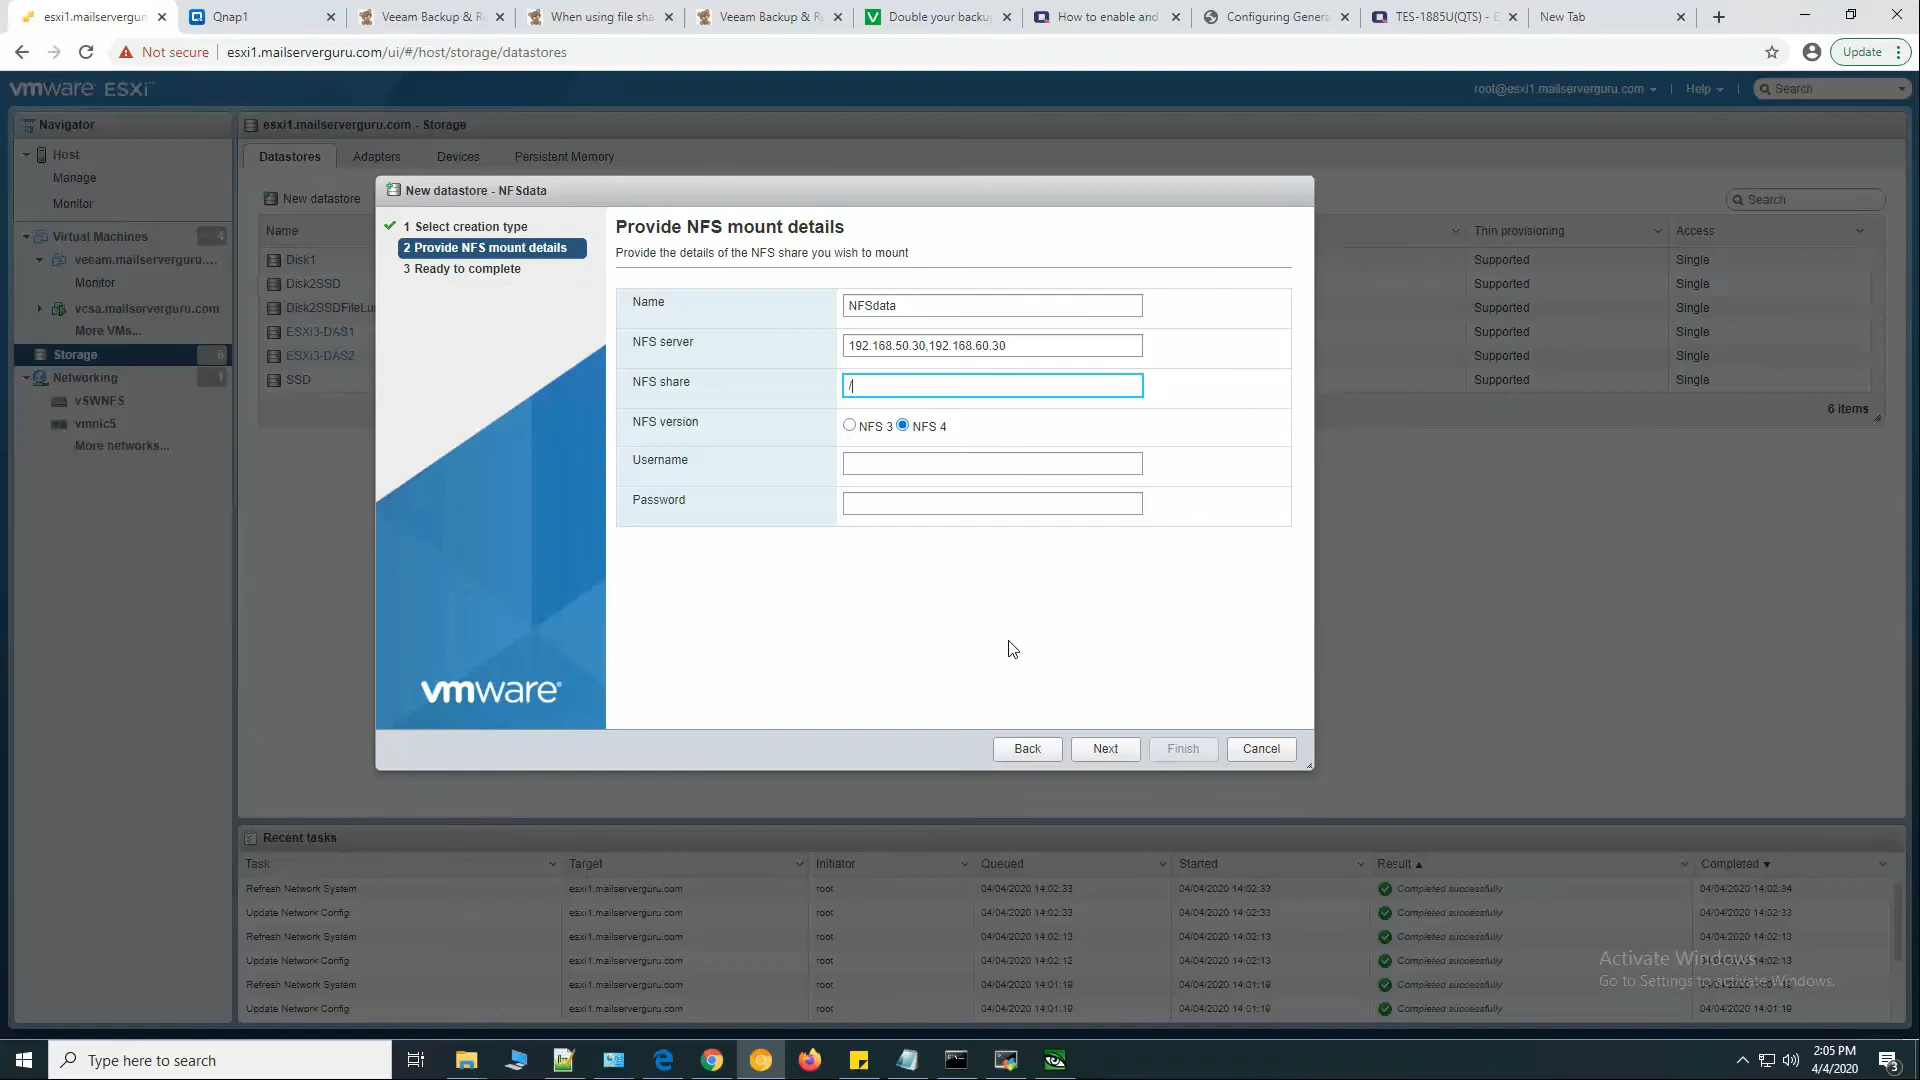 esxi1.mailserverguru.com
Qnap1
Veeam Backup & R
When using file sha
Veeam Backup & R
Double your backu
How to enable and
Configuring Genera
TES-1885U(QTS) - E
New Tab
Not secure
esxi1.mailserverguru.com/ui/#/host/storage/datastores
Update
vmware ESXi
root@esxi1.mailserverguru.com
Help
Search
Navigator
esxi1.mailserverguru.com - Storage
Host
Manage
Monitor
Virtual Machines 4
veeam.mailserverguru....
Monitor
vcsa.mailserverguru.com
More VMs...
Storage 6
Networking 1
vSWNFS
vmnic5
More networks...
Datastores
Adapters
Devices
Persistent Memory
New datastore
Search
Name
Thin provisioning
Access
Disk1
Supported
Single
Disk2SSD
Supported
Single
Disk2SSDFileLu
Supported
Single
ESXi3-DAS1
Supported
Single
ESXi3-DAS2
Supported
Single
SSD
Supported
Single
6 items
New datastore - NFSdata
1 Select creation type
2 Provide NFS mount details
3 Ready to complete
vmware
Provide NFS mount details
Provide the details of the NFS share you wish to mount
Name
NFSdata
NFS server
192.168.50.30,192.168.60.30
NFS share
/
NFS version
NFS 3
NFS 4
Username
Password
Back
Next
Finish
Cancel
Recent tasks
Task
Target
Initiator
Queued
Started
Result ▲
Completed ▼
Refresh Network System esxi1.mailserverguru.com root 04/04/2020 14:02:33 04/04/2020 14:02:33 Completed successfully 04/04/2020 14:02:34
Update Network Config esxi1.mailserverguru.com root 04/04/2020 14:02:33 04/04/2020 14:02:33 Completed successfully 04/04/2020 14:02:33
Refresh Network System esxi1.mailserverguru.com root 04/04/2020 14:02:13 04/04/2020 14:02:13 Completed successfully 04/04/2020 14:02:13
Update Network Config esxi1.mailserverguru.com root 04/04/2020 14:02:12 04/04/2020 14:02:13 Completed successfully 04/04/2020 14:02:13
Refresh Network System esxi1.mailserverguru.com root 04/04/2020 14:01:19 04/04/2020 14:01:19 Completed successfully 04/04/2020 14:01:19
Update Network Config esxi1.mailserverguru.com root 04/04/2020 14:01:19 04/04/2020 14:01:19 Completed successfully 04/04/2020 14:01:19
Activate Windows
Go to Settings to activate Windows.
Type here to search
2:05 PM
4/4/2020
3